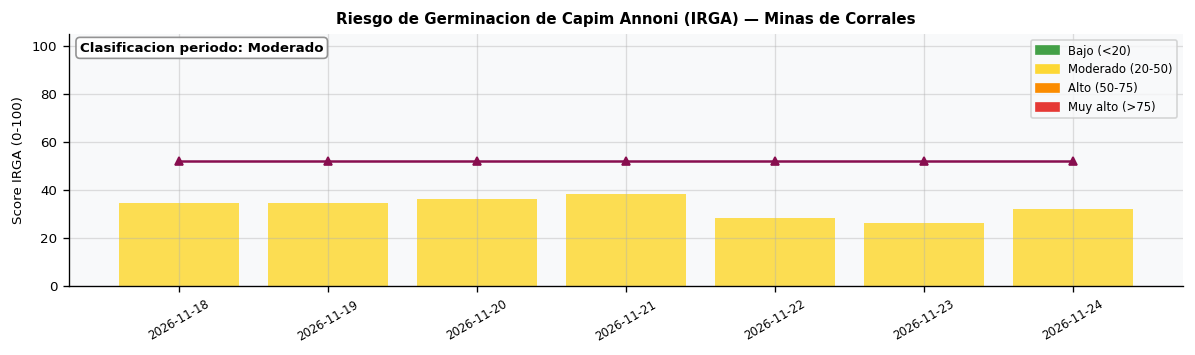 Riesgo de Germinacion de Capim Annoni (IRGA) — Minas de Corrales
Clasificacion periodo: Moderado
Bajo (<20)
Moderado (20-50)
Alto (50-75)
Muy alto (>75)
Score IRGA (0-100)
100
80
60
40
20
0
2026-11-18
2026-11-19
2026-11-20
2026-11-21
2026-11-22
2026-11-23
2026-11-24